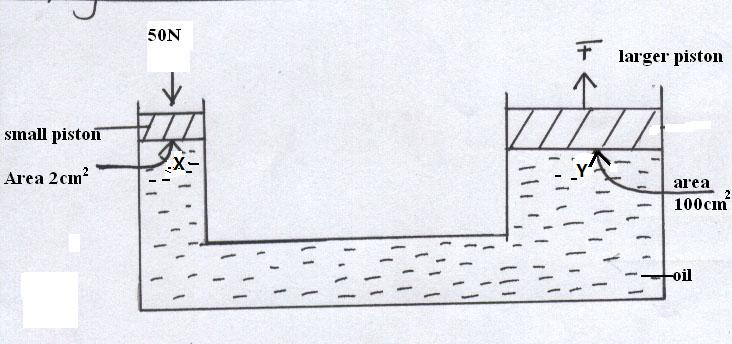 50N
F
larger piston
small piston
X
Area 2cm²
Y
area
100cm²
oil